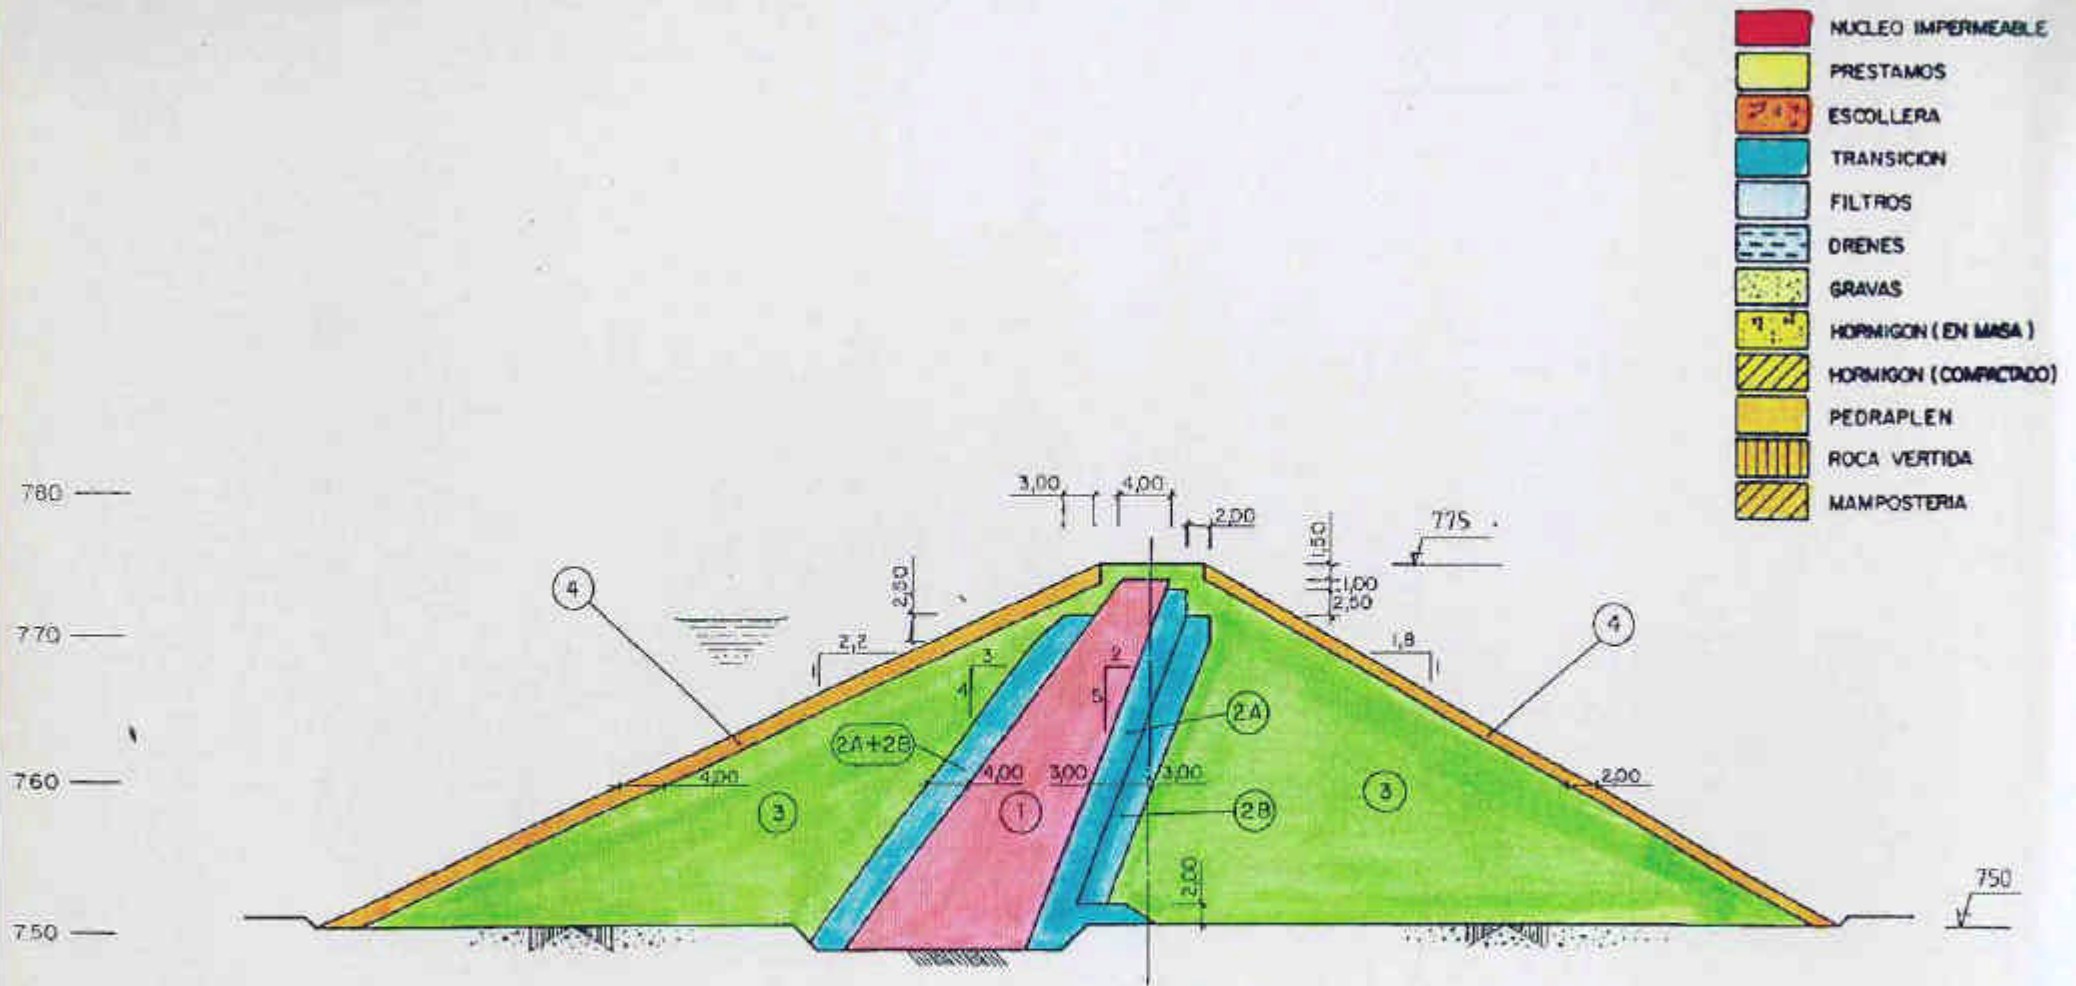 NUCLEO IMPERMEABLE
PRESTAMOS
ESCOLLERA
TRANSICION
FILTROS
DRENES
GRAVAS
HORMIGON (EN MASA)
HORMIGON (COMPACTADO)
PEDRAPLEN
ROCA VERTIDA
MAMPOSTERIA
780
3,00
4,00
2,00
775
1,50
4
2,50
1,00
2,50
770
4
2,2
1
3
4
2
5
1,8
1
2A
2A+2B
760
4,00
4,00
3,00
3,00
2,00
3
1
2B
3
2,00
750
750